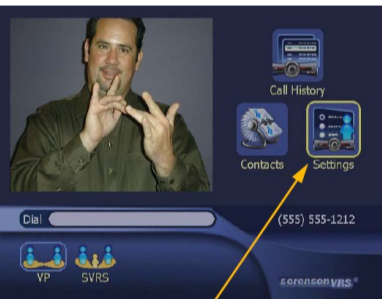 Call History
Contacts
Settings
Dial
(555) 555-1212
VP
SVRS
sorensonVRS®